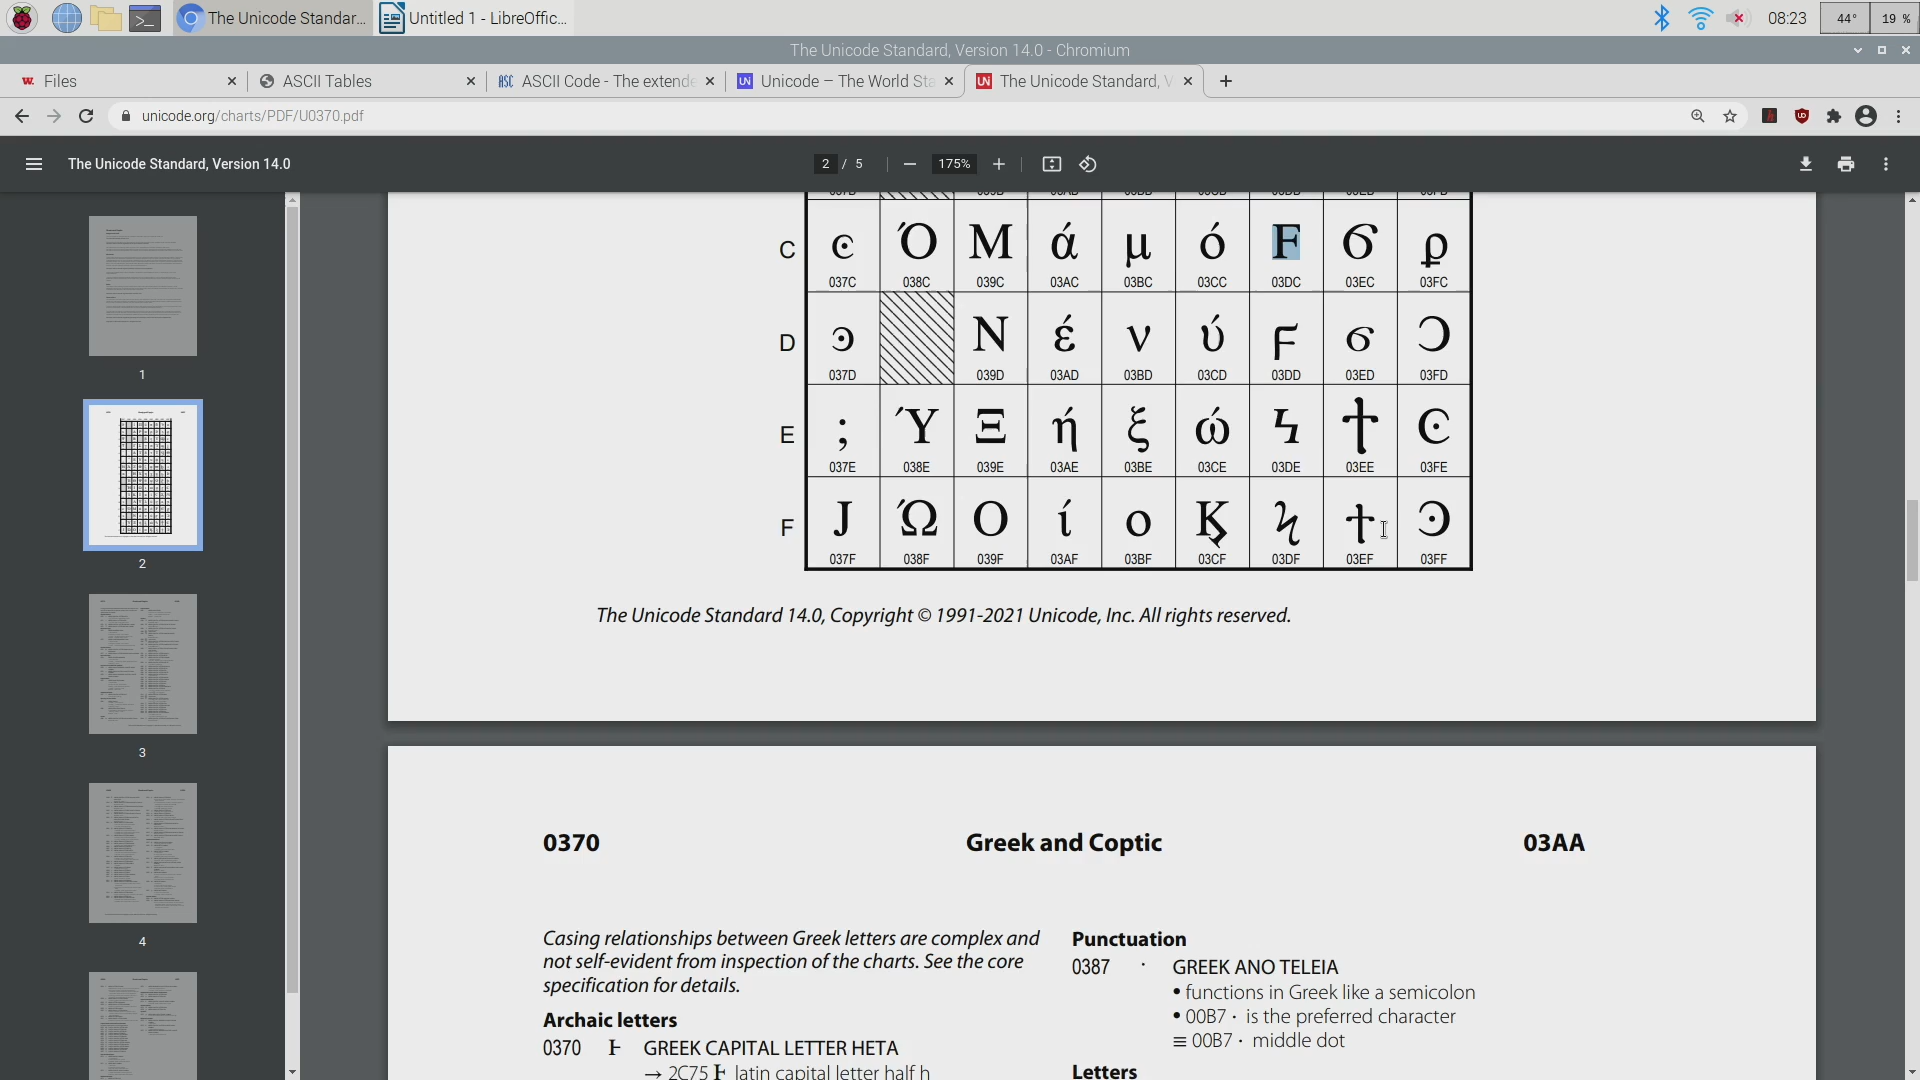 The Unicode Standar...
Untitled 1 - LibreOffic...
08:23
44°
19 %
The Unicode Standard, Version 14.0 - Chromium
Files
ASCII Tables
ASCII Code - The extende
Unicode – The World Sta
The Unicode Standard, V
unicode.org/charts/PDF/U0370.pdf
The Unicode Standard, Version 14.0
2 / 5
175%
C ͼ Ό Μ ά μ ό Ϝ Ϭ ϼ
037C 038C 039C 03AC 03BC 03CC 03DC 03EC 03FC
D ͽ Ν έ ν ύ ϝ ϭ Ͻ
037D 039D 03AD 03BD 03CD 03DD 03ED 03FD
E ; Ύ Ξ ή ξ ώ Ϟ Ϯ Ͼ
037E 038E 039E 03AE 03BE 03CE 03DE 03EE 03FE
F Ϳ Ώ Ο ί ο Ϗ ϟ ϯ Ͽ
037F 038F 039F 03AF 03BF 03CF 03DF 03EF 03FF
The Unicode Standard 14.0, Copyright © 1991-2021 Unicode, Inc. All rights reserved.
0370 Greek and Coptic 03AA
Casing relationships between Greek letters are complex and
not self-evident from inspection of the charts. See the core
specification for details.
Archaic letters
0370 Ͱ GREEK CAPITAL LETTER HETA
→ 2C75 Ⱶ latin capital letter half h
Punctuation
0387 · GREEK ANO TELEIA
• functions in Greek like a semicolon
• 00B7 · is the preferred character
≡ 00B7 · middle dot
Letters
1
2
3
4